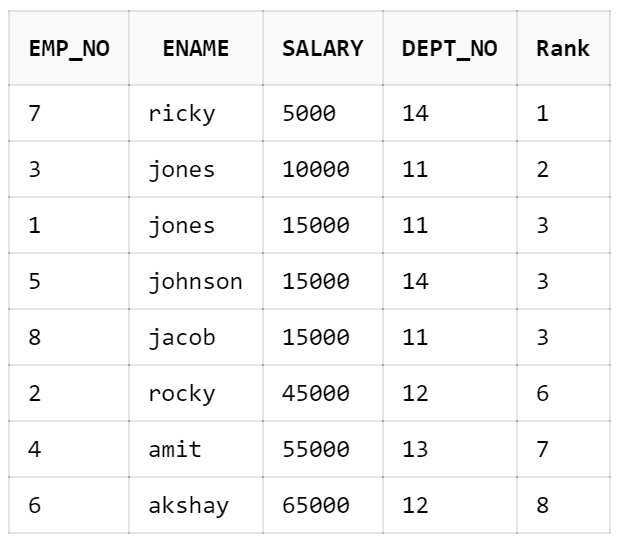 EMP_NO ENAME SALARY DEPT_NO Rank
7 ricky 5000 14 1
3 jones 10000 11 2
1 jones 15000 11 3
5 johnson 15000 14 3
8 jacob 15000 11 3
2 rocky 45000 12 6
4 amit 55000 13 7
6 akshay 65000 12 8